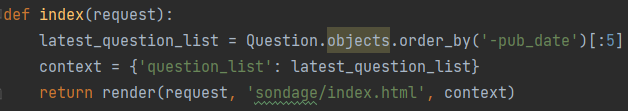 def index(request):
    latest_question_list = Question.objects.order_by('-pub_date')[:5]
    context = {'question_list': latest_question_list}
    return render(request, 'sondage/index.html', context)